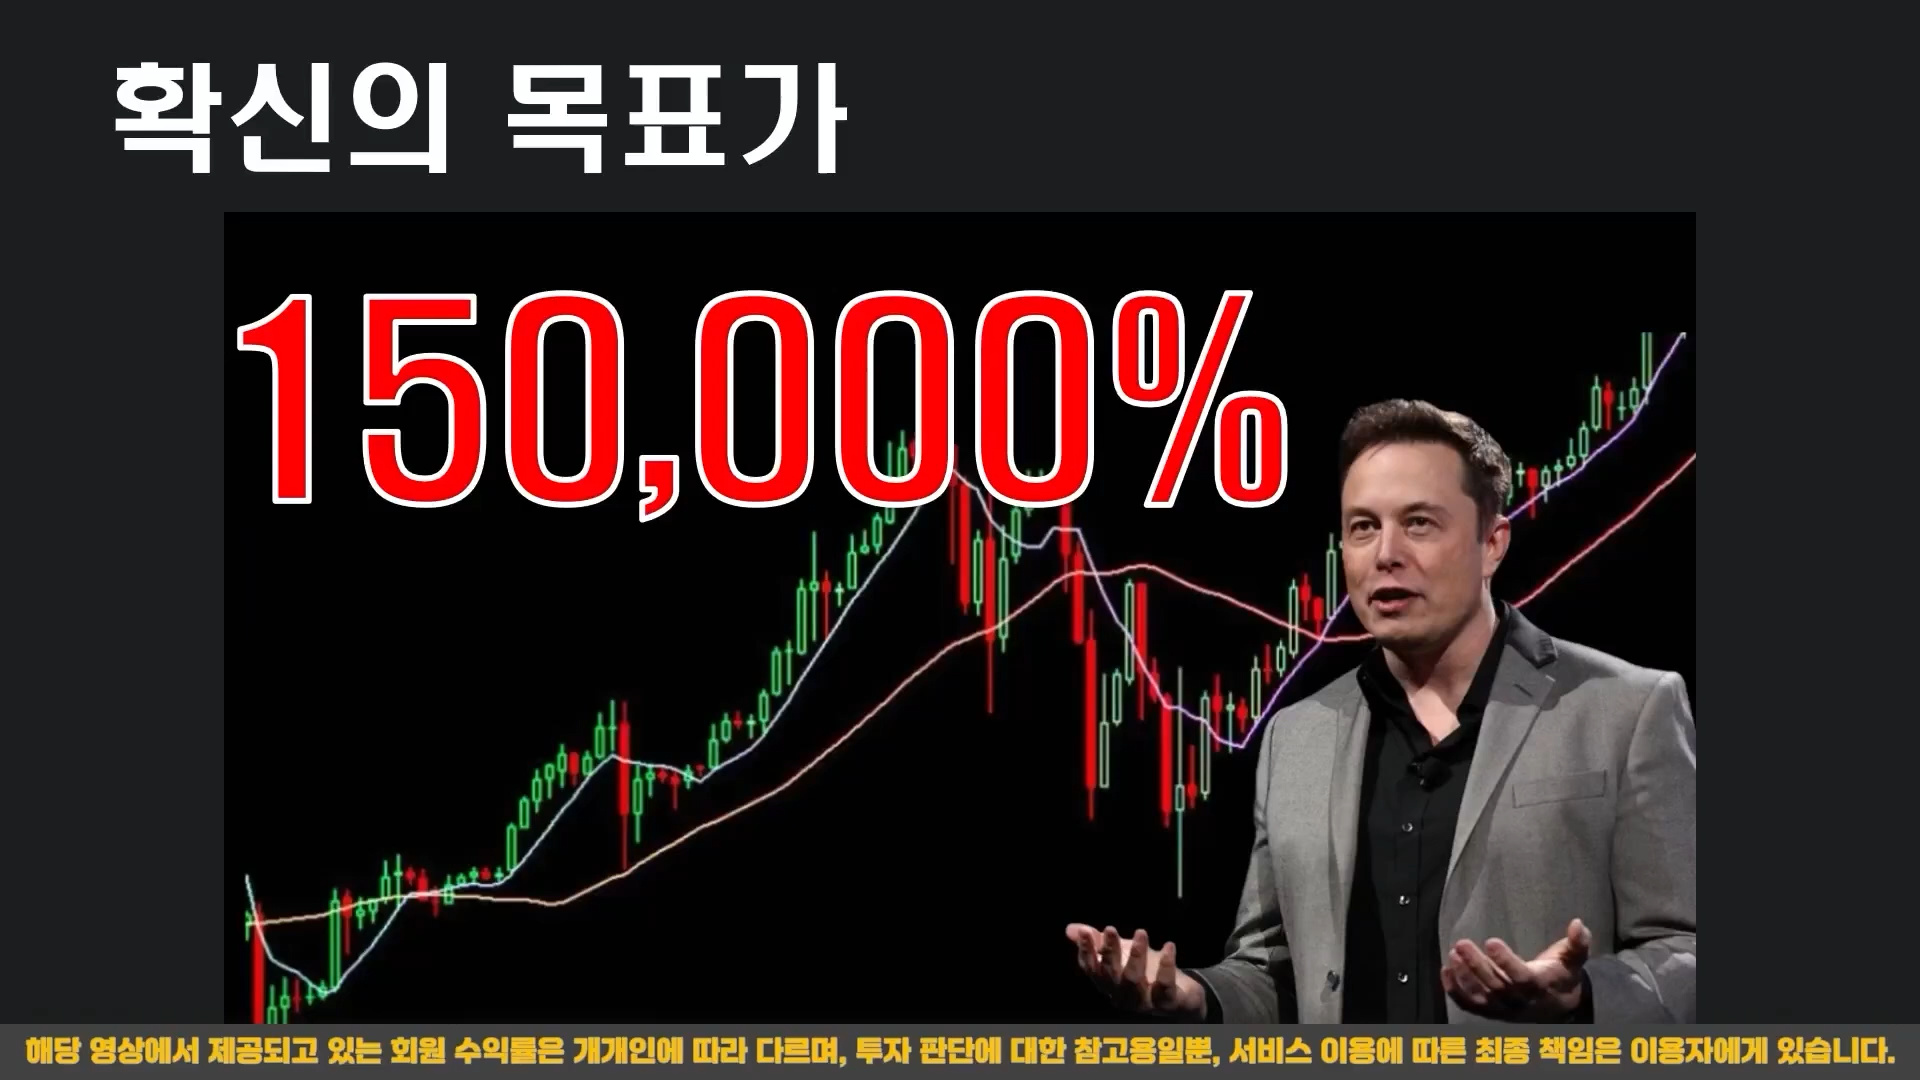 확신의 목표가
150,000%
해당 영상에서 제공되고 있는 회원 수익률은 개개인에 따라 다르며, 투자 판단에 대한 참고용일뿐, 서비스 이용에 따른 최종 책임은 이용자에게 있습니다.